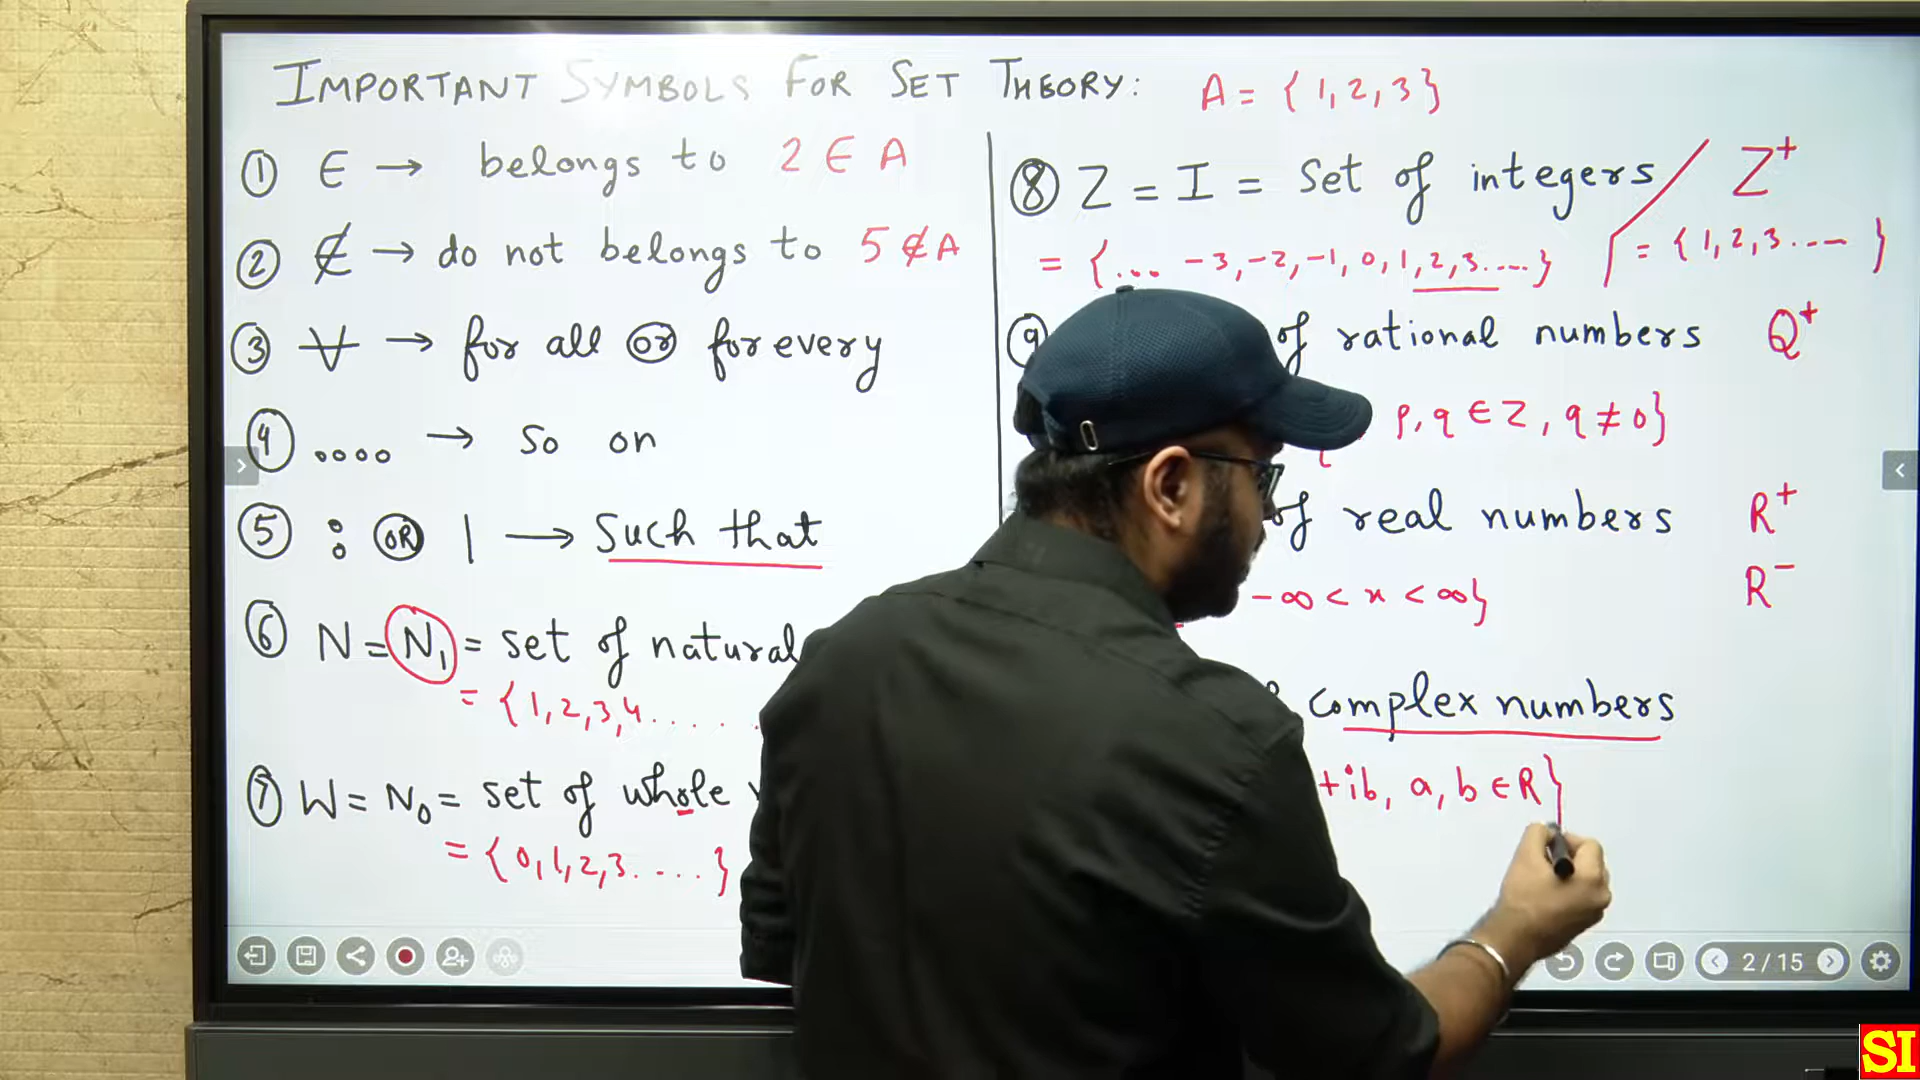 IMPORTANT SYMBOLS FOR SET THEORY: A = {1,2,3}
① ∈ → belongs to 2 ∈ A
② ∉ → do not belongs to 5 ∉ A
③ ∀ → for all OR for every
④ .... → so on
⑤ : OR | → Such that
⑥ N = N₁ = set of natural
= {1,2,3,4.....
⑦ W = N₀ = set of whole
= {0,1,2,3.....}
⑧ Z = I = Set of integers / Z⁺
= {... -3,-2,-1,0,1,2,3....} = {1,2,3.... }
⑨ of rational numbers Q⁺
p,q ∈ Z, q ≠ 0}
of real numbers R⁺
-∞ < x < ∞} R⁻
complex numbers
+ib, a,b ∈ R}
2/15
SI